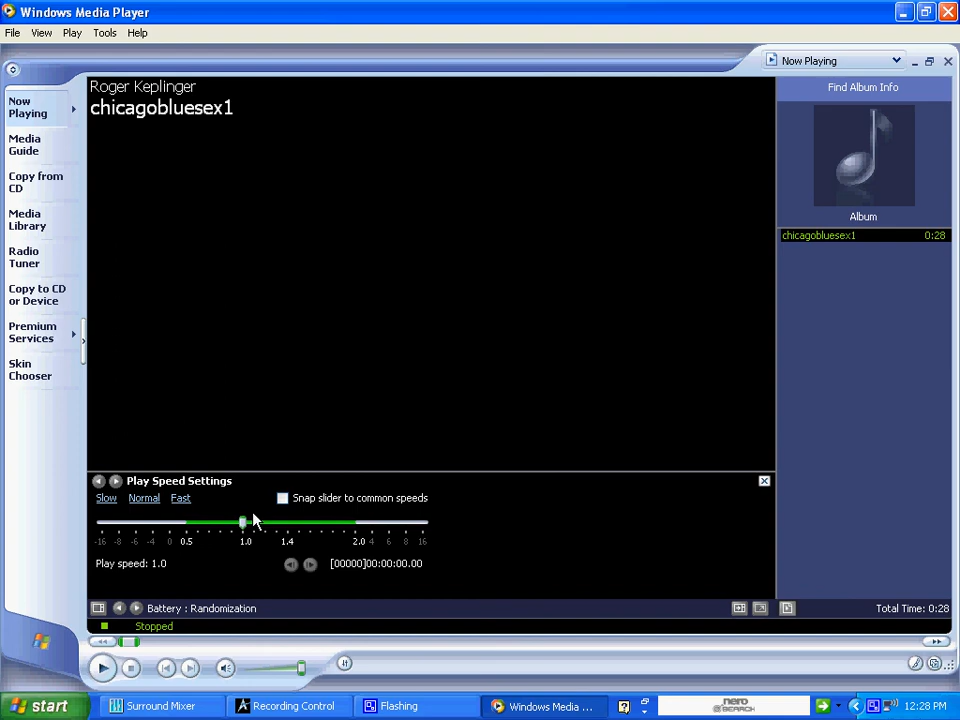 Windows Media Player
File View Play Tools Help
Now Playing
Now
Playing
Media
Guide
Copy from
CD
Media
Library
Radio
Tuner
Copy to CD
or Device
Premium
Services
Skin
Chooser
Roger Keplinger
chicagobluesex1
Find Album Info
Album
chicagobluesex1 0:28
Play Speed Settings
Slow Normal Fast Snap slider to common speeds
-16 -8 -6 -4 0 0.5 1.0 1.4 2.0 4 6 8 16
Play speed: 1.0 [00000]00:00:00.00
Battery : Randomization Total Time: 0:28
Stopped
start Surround Mixer Recording Control Flashing Windows Media ... nero SEARCH 12:28 PM